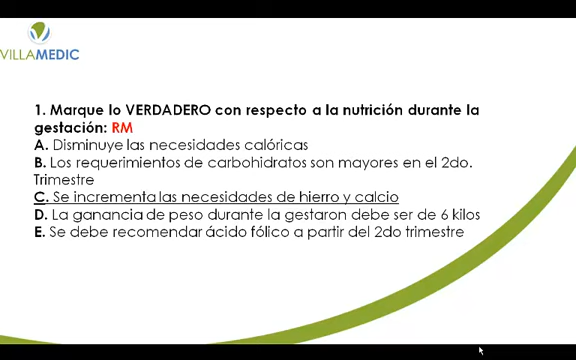 VILLAMEDIC
1. Marque lo VERDADERO con respecto a la nutrición durante la
gestación: RM
A. Disminuye las necesidades calóricas
B. Los requerimientos de carbohidratos son mayores en el 2do.
Trimestre
C. Se incrementa las necesidades de hierro y calcio
D. La ganancia de peso durante la gestaron debe ser de 6 kilos
E. Se debe recomendar ácido fólico a partir del 2do trimestre